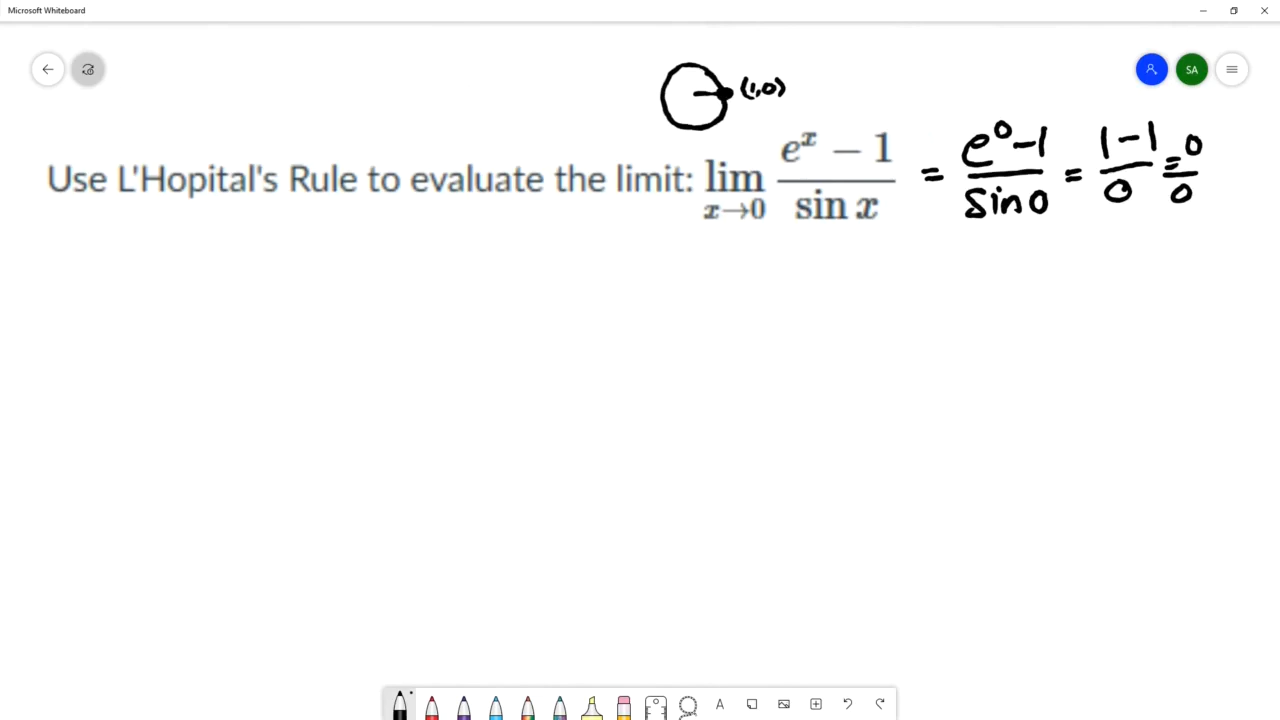 Microsoft Whiteboard
SA
(1,0)
Use L'Hopital's Rule to evaluate the limit: lim x→0 (e^x − 1)/(sin x) = (e^0 − 1)/(sin 0) = (1 − 1)/0 = 0/0
A